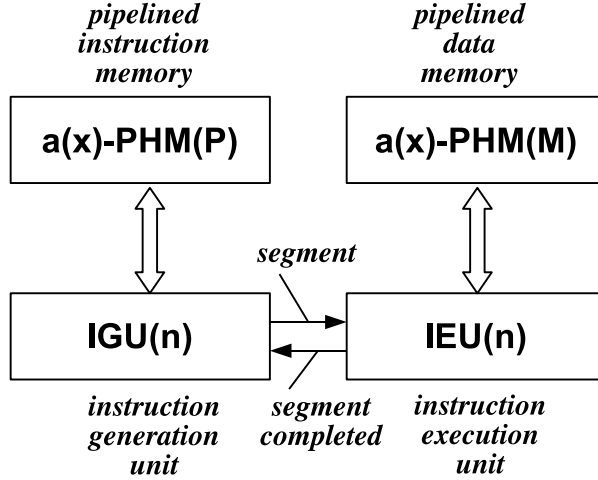 pipelined
instruction
memory
pipelined
data
memory
a(x)-PHM(P)
a(x)-PHM(M)
segment
IGU(n)
IEU(n)
instruction
generation
unit
segment
completed
instruction
execution
unit